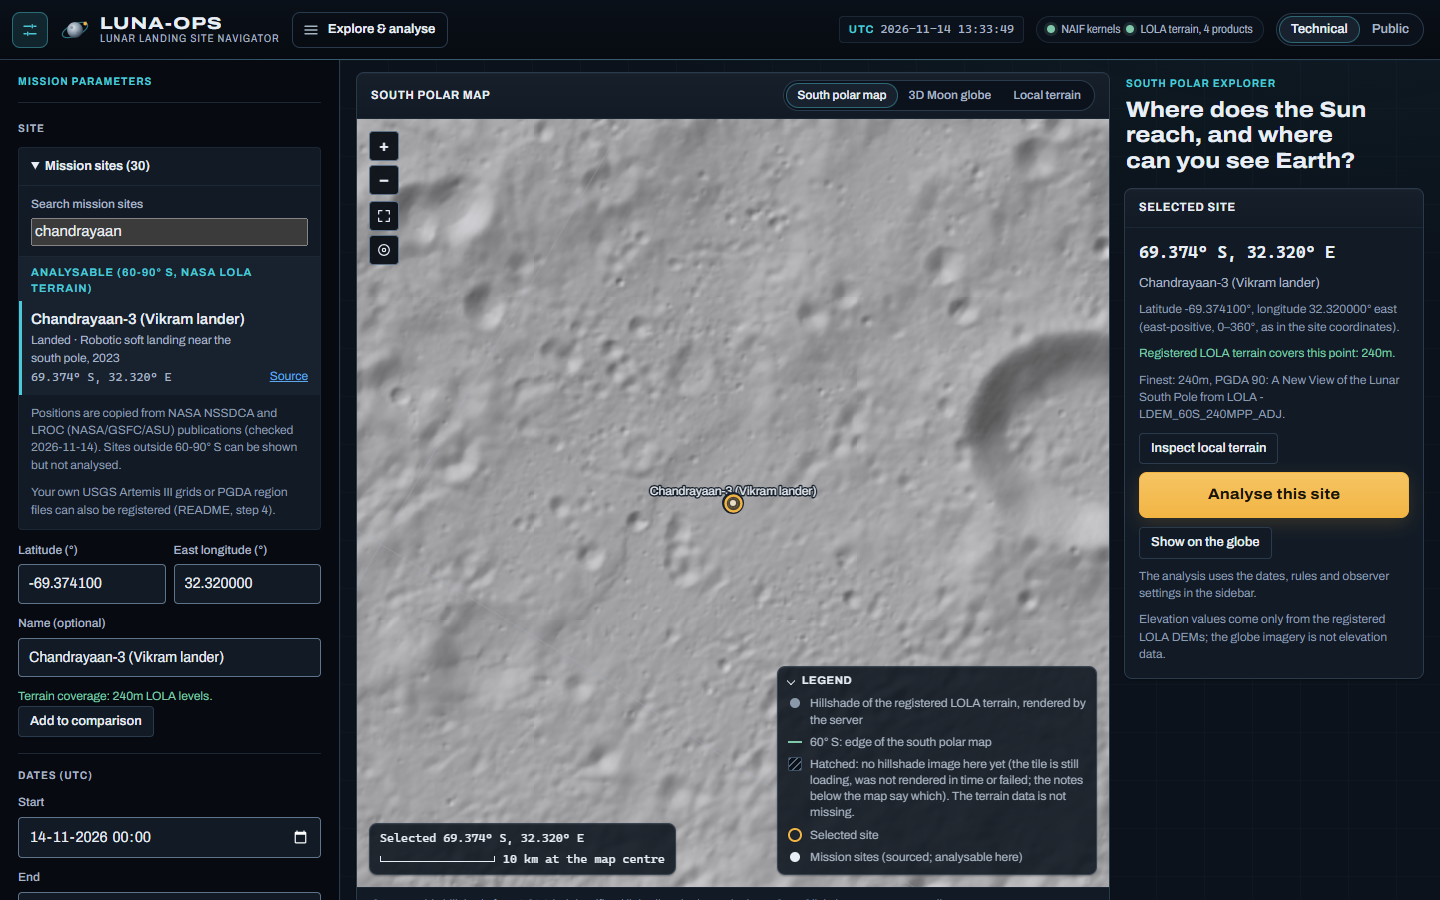 LUNA-OPS
LUNAR LANDING SITE NAVIGATOR
Explore & analyse
UTC 2026-11-14 13:33:49
NAIF kernels
LOLA terrain, 4 products
Technical
Public
MISSION PARAMETERS
SITE
▼ Mission sites (30)
Search mission sites
chandrayaan
ANALYSABLE (60-90° S, NASA LOLA
TERRAIN)
Chandrayaan-3 (Vikram lander)
Landed · Robotic soft landing near the
south pole, 2023
69.374° S, 32.320° E
Source
Positions are copied from NASA NSSDCA and
LROC (NASA/GSFC/ASU) publications (checked
2026-11-14). Sites outside 60-90° S can be shown
but not analysed.
Your own USGS Artemis III grids or PGDA region
files can also be registered (README, step 4).
Latitude (°)
East longitude (°)
-69.374100
32.320000
Name (optional)
Chandrayaan-3 (Vikram lander)
Terrain coverage: 240m LOLA levels.
Add to comparison
DATES (UTC)
Start
14-11-2026 00:00
End
SOUTH POLAR MAP
South polar map
3D Moon globe
Local terrain
+
−
Chandrayaan-3 (Vikram lander)
Selected 69.374° S, 32.320° E
10 km at the map centre
LEGEND
Hillshade of the registered LOLA terrain, rendered by
the server
60° S: edge of the south polar map
Hatched: no hillshade image here yet (the tile is still
loading, was not rendered in time or failed; the notes
below the map say which). The terrain data is not
missing.
Selected site
Mission sites (sourced; analysable here)
SOUTH POLAR EXPLORER
Where does the Sun
reach, and where
can you see Earth?
SELECTED SITE
69.374° S, 32.320° E
Chandrayaan-3 (Vikram lander)
Latitude -69.374100°, longitude 32.320000° east
(east-positive, 0–360°, as in the site coordinates).
Registered LOLA terrain covers this point: 240m.
Finest: 240m, PGDA 90: A New View of the Lunar
South Pole from LOLA -
LDEM_60S_240MPP_ADJ.
Inspect local terrain
Analyse this site
Show on the globe
The analysis uses the dates, rules and observer
settings in the sidebar.
Elevation values come only from the registered
LOLA DEMs; the globe imagery is not elevation
data.